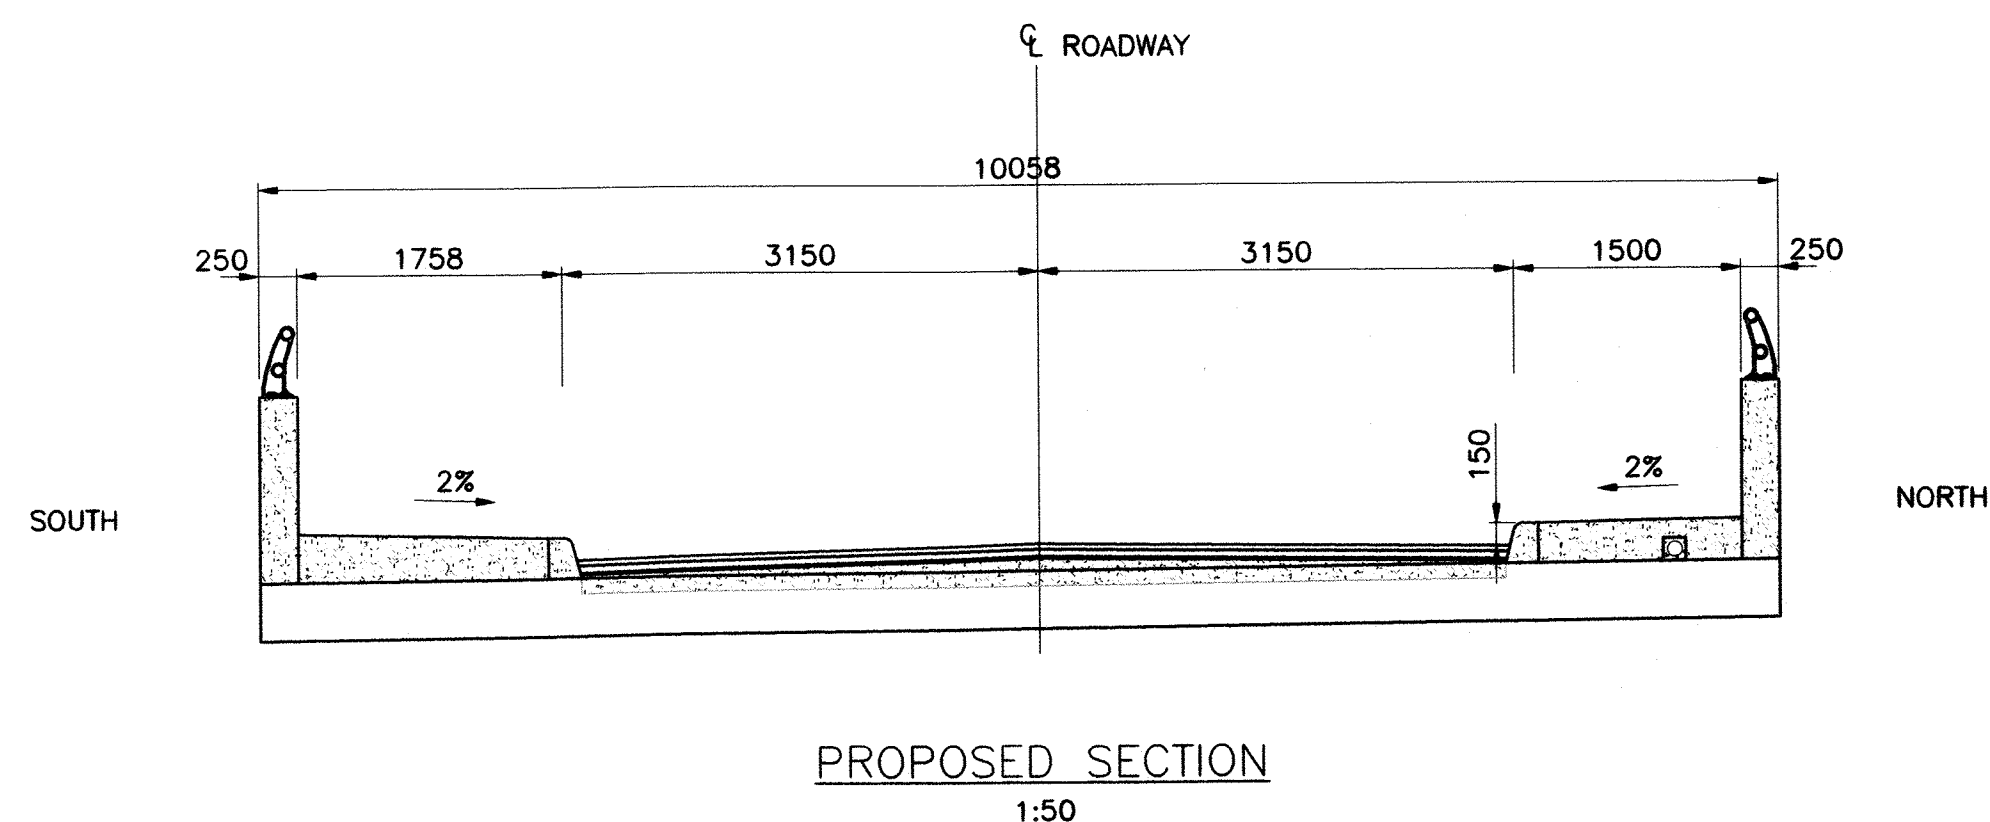 ℄ ROADWAY
10058
250 1758 3150 3150 1500 250
150
2% 2%
SOUTH NORTH
PROPOSED SECTION
1:50